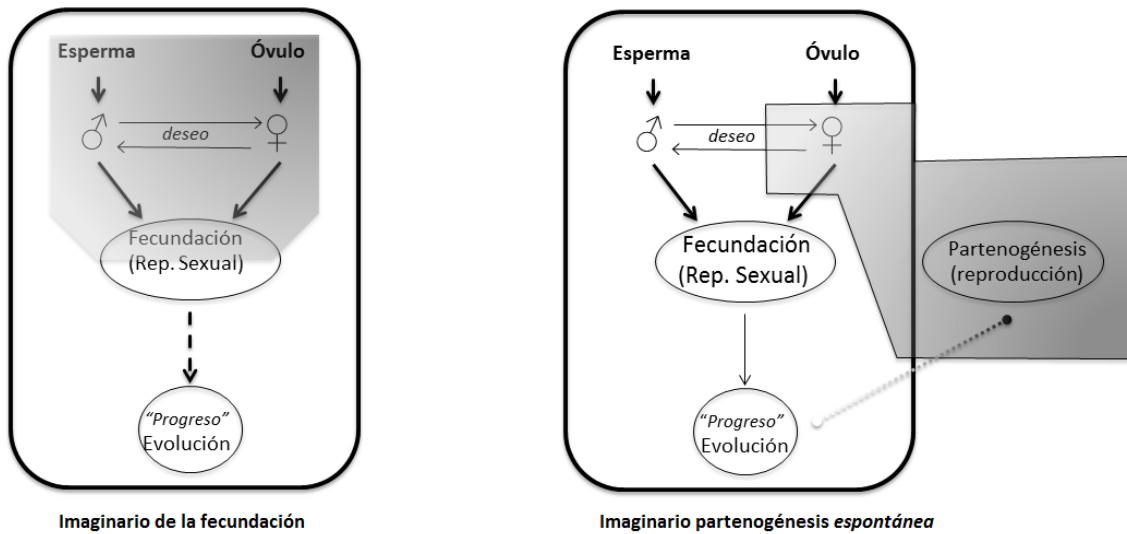 Esperma Óvulo
deseo
Fecundación
(Rep. Sexual)
“Progreso”
Evolución
Imaginario de la fecundación
Esperma Óvulo
deseo
Fecundación
(Rep. Sexual)
Partenogénesis
(reproducción)
“Progreso”
Evolución
Imaginario partenogénesis espontánea